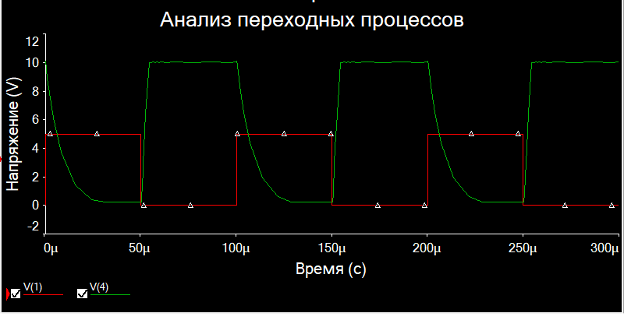 Анализ переходных процессов
12
10
8
6
4
2
0
-2
Напряжение (V)
0µ 50µ 100µ 150µ 200µ 250µ 300µ
Время (с)
V(1) V(4)